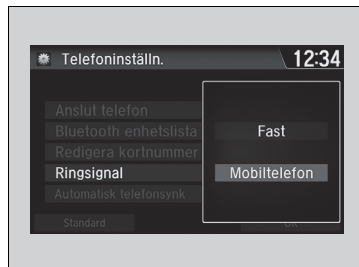 Telefoninställn.
12:34
Anslut telefon
Bluetooth enhetslista
Redigera kortnummer
Ringsignal
Automatisk telefonsynk
Fast
Mobiltelefon
Standard
OK